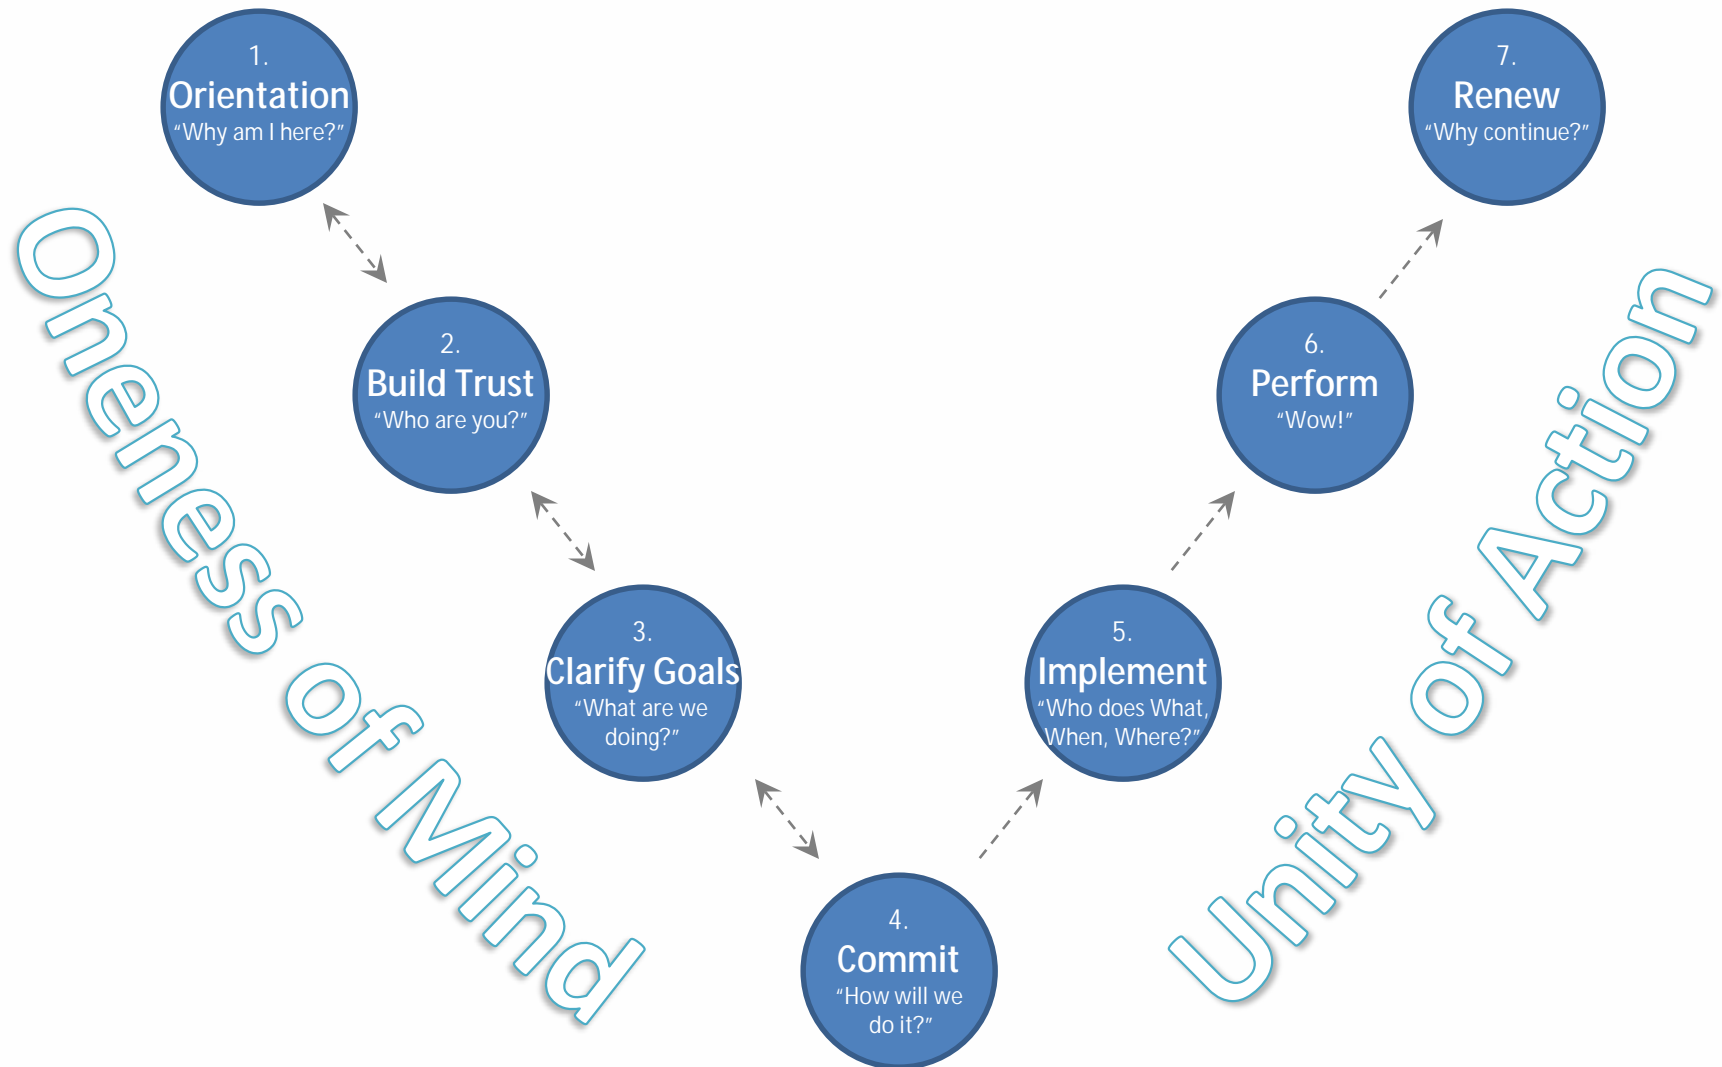 1.
Orientation
“Why am I here?”
2.
Build Trust
“Who are you?”
3.
Clarify Goals
“What are we
doing?”
4.
Commit
“How will we
do it?”
5.
Implement
“Who does What,
When, Where?”
6.
Perform
“Wow!”
7.
Renew
“Why continue?”
Oneness of Mind
Unity of Action